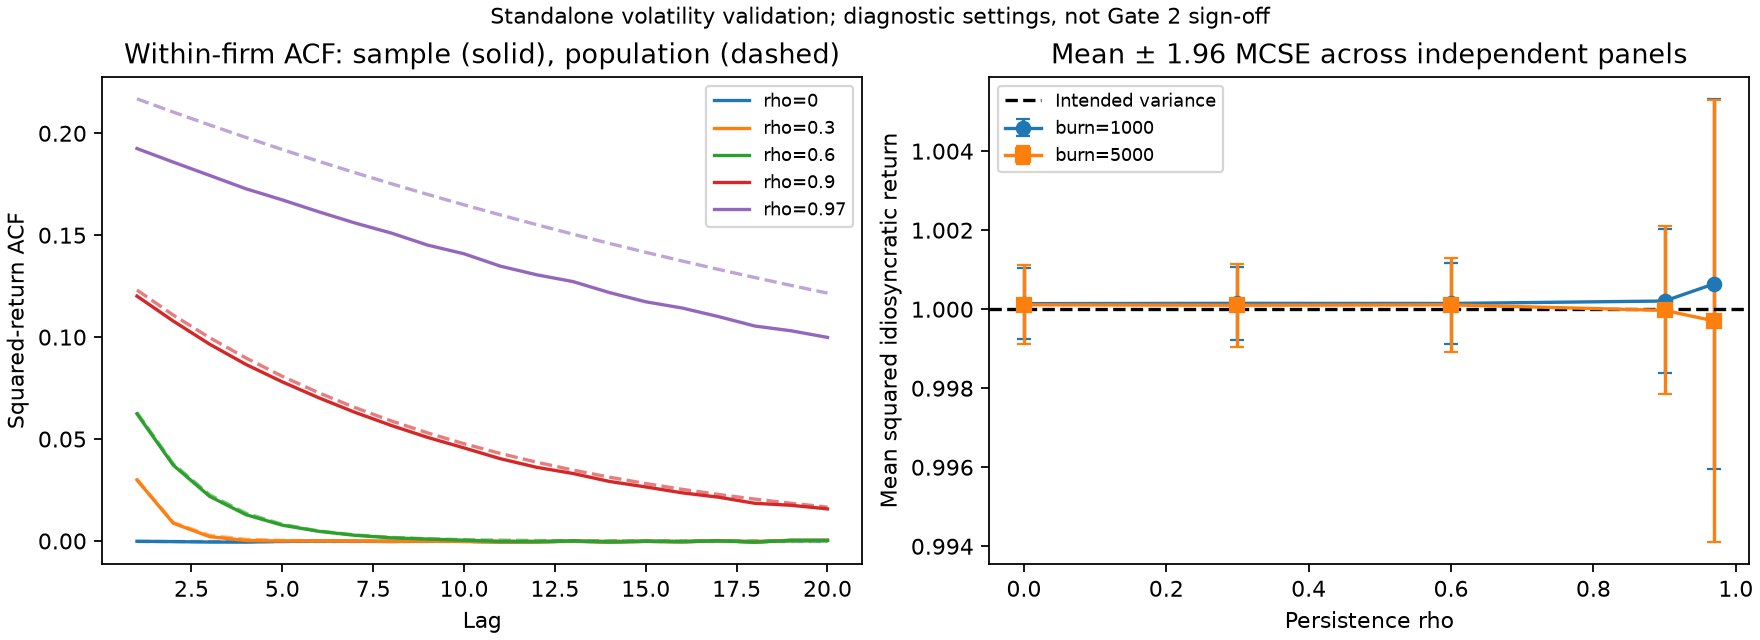 Standalone volatility validation; diagnostic settings, not Gate 2 sign-off
Within-firm ACF: sample (solid), population (dashed)
Squared-return ACF
0.20
0.15
0.10
0.05
0.00
rho=0
rho=0.3
rho=0.6
rho=0.9
rho=0.97
2.5 5.0 7.5 10.0 12.5 15.0 17.5 20.0
Lag
Mean ± 1.96 MCSE across independent panels
Mean squared idiosyncratic return
1.004
1.002
1.000
0.998
0.996
0.994
Intended variance
burn=1000
burn=5000
0.0 0.2 0.4 0.6 0.8 1.0
Persistence rho